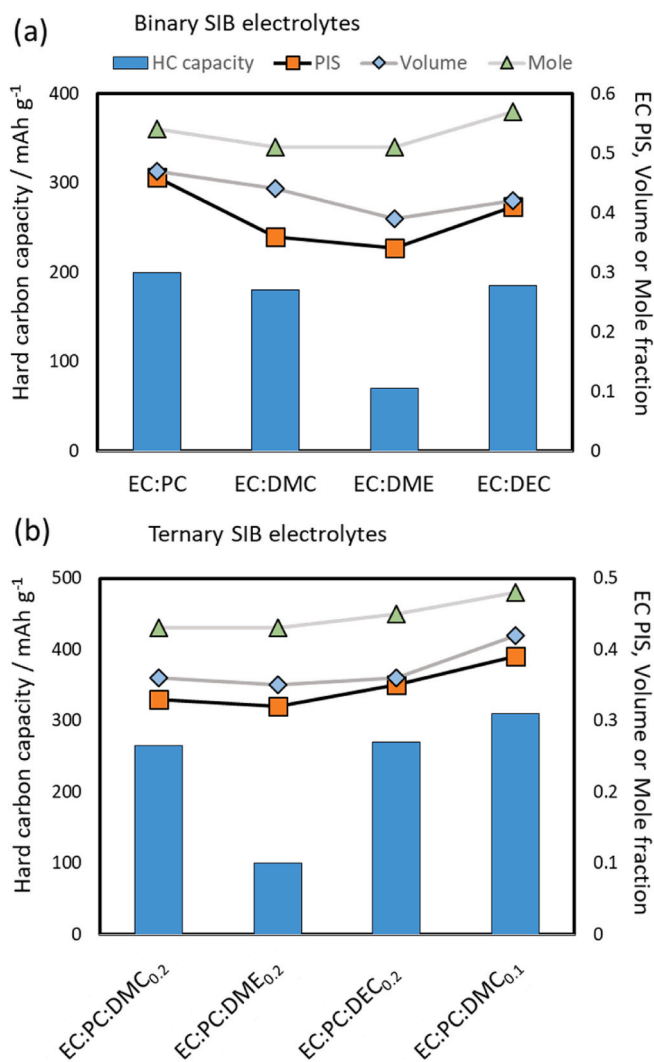 (a)
Binary SIB electrolytes
HC capacity PIS Volume Mole
Hard carbon capacity / mAh g⁻¹
400
300
200
100
0
0.6
0.5
0.4
0.3
0.2
0.1
0
EC PIS, Volume or Mole fraction
EC:PC EC:DMC EC:DME EC:DEC
(b)
Ternary SIB electrolytes
Hard carbon capacity / mAh g⁻¹
500
400
300
200
100
0
0.5
0.4
0.3
0.2
0.1
0
EC PIS, Volume or Mole fraction
EC:PC:DMC₀.₂
EC:PC:DME₀.₂
EC:PC:DEC₀.₂
EC:PC:DMC₀.₁